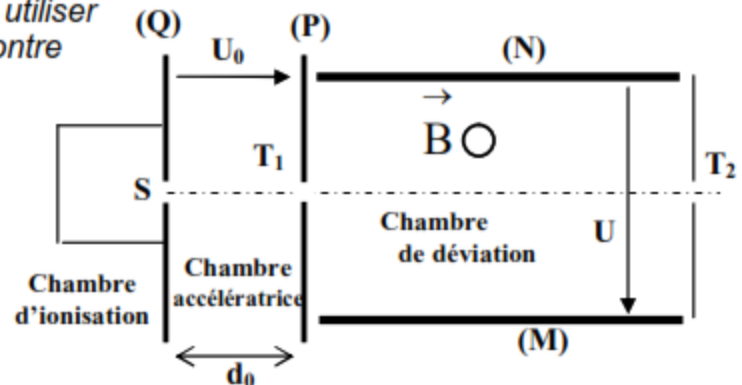 utiliser
ontre
(Q)
(P)
U₀
(N)
B
T₁
T₂
S
Chambre
de déviation
U
Chambre
accélératrice
Chambre
d'ionisation
(M)
d₀